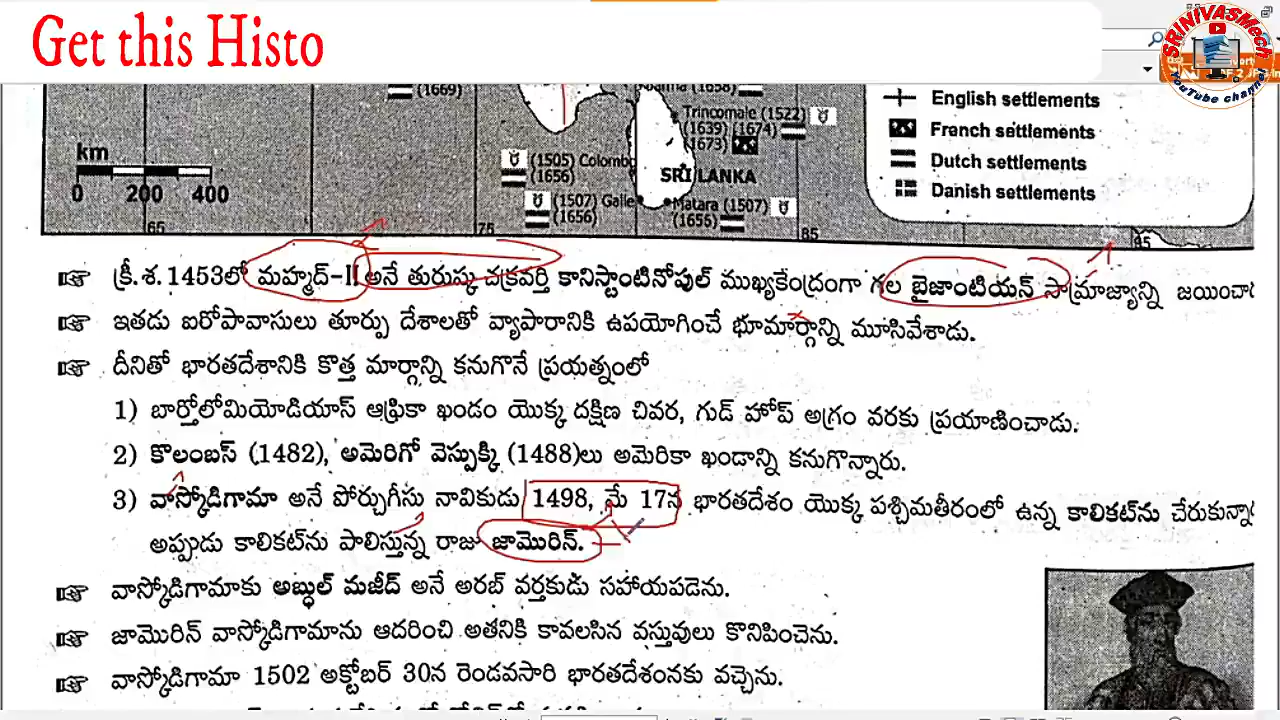 Get this Histo
SRINIVASMech
YouTube channel
(1669)
Trincomale (1522)
(1639) (1674)
(1673)
(1505) Colombo
(1656)
SRI LANKA
(1507) Galle
(1656)
Matara (1507)
(1656)
km
0 200 400
65 75 85 95
English settlements
French settlements
Dutch settlements
Danish settlements
క్రీ.శ.1453లో మహ్మద్-II అనే తురుష్క చక్రవర్తి కానిస్టాంటినోపుల్ ముఖ్యకేంద్రంగా గల బైజాంటియన్ సామ్రాజ్యాన్ని జయించా
ఇతడు ఐరోపావాసులు తూర్పు దేశాలతో వ్యాపారానికి ఉపయోగించే భూమార్గాన్ని మూసివేశాడు.
దీనితో భారతదేశానికి కొత్త మార్గాన్ని కనుగొనే ప్రయత్నంలో
1) బార్తోలోమియోడియాస్ ఆఫ్రికా ఖండం యొక్క దక్షిణ చివర, గుడ్ హోప్ అగ్రం వరకు ప్రయాణించాడు.
2) కొలంబస్ (1482), అమెరిగో వెస్పుక్కి (1488)లు అమెరికా ఖండాన్ని కనుగొన్నారు.
3) వాస్కోడిగామా అనే పోర్చుగీసు నావికుడు 1498, మే 17న భారతదేశం యొక్క పశ్చిమతీరంలో ఉన్న కాలికట్‌ను చేరుకున్నా
అప్పుడు కాలికట్‌ను పాలిస్తున్న రాజు జామొరిన్.
వాస్కోడిగామాకు అబ్దుల్ మజీద్ అనే అరబ్ వర్తకుడు సహాయపడెను.
జామొరిన్ వాస్కోడిగామాను ఆదరించి అతనికి కావలసిన వస్తువులు కొనిపించెను.
వాస్కోడిగామా 1502 అక్టోబర్ 30న రెండవసారి భారతదేశంనకు వచ్చెను.